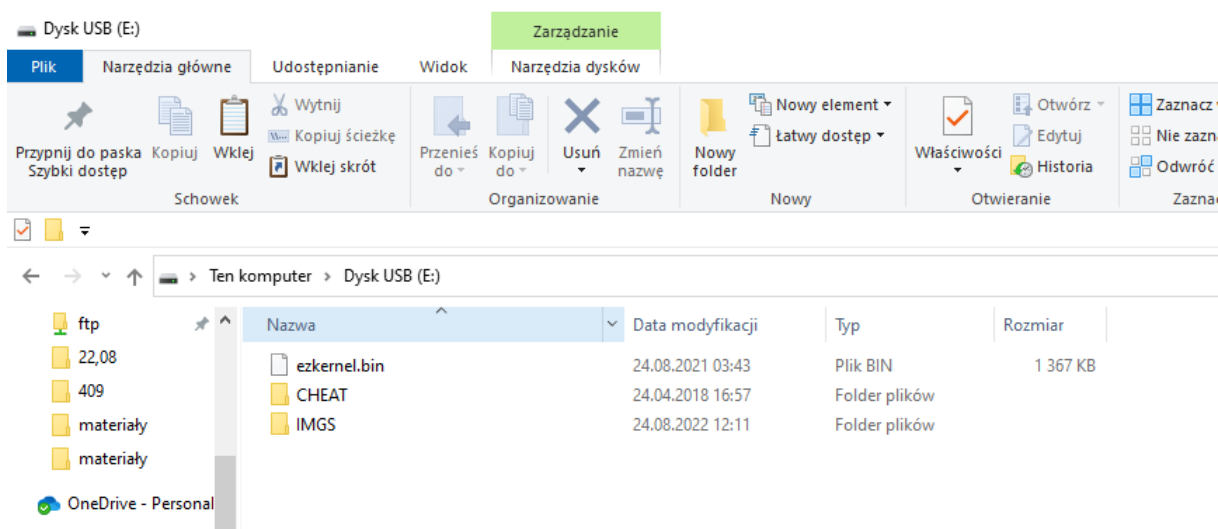 Dysk USB (E:)
Zarządzanie
Plik Narzędzia główne Udostępnianie Widok Narzędzia dysków
Przypnij do paska Szybki dostęp
Kopiuj
Wklej
Wytnij
Kopiuj ścieżkę
Wklej skrót
Schowek
Przenieś do
Kopiuj do
Usuń
Zmień nazwę
Organizowanie
Nowy folder
Nowy element
Łatwy dostęp
Nowy
Właściwości
Otwórz
Edytuj
Historia
Otwieranie
Zaznacz
Nie zazna
Odwróć
Zazna
Ten komputer > Dysk USB (E:)
ftp
22,08
409
materiały
materiały
OneDrive - Personal
Nazwa Data modyfikacji Typ Rozmiar
ezkernel.bin 24.08.2021 03:43 Plik BIN 1 367 KB
CHEAT 24.04.2018 16:57 Folder plików
IMGS 24.08.2022 12:11 Folder plików